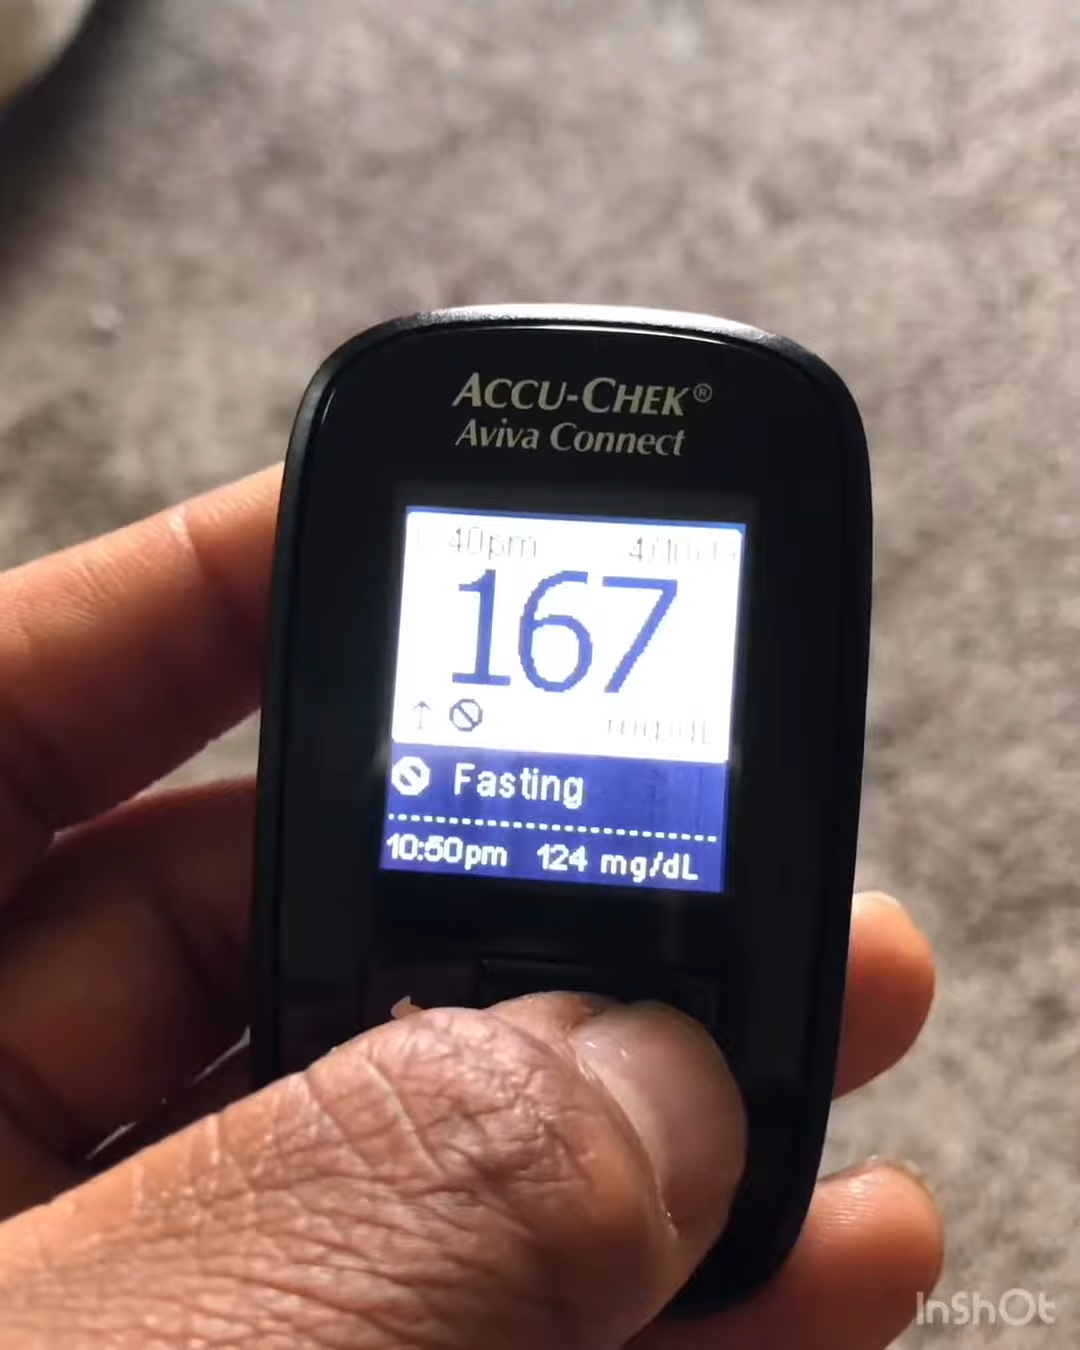 ACCU-CHEK®
Aviva Connect
167
Fasting
10:50pm 124 mg/dL
InShOt